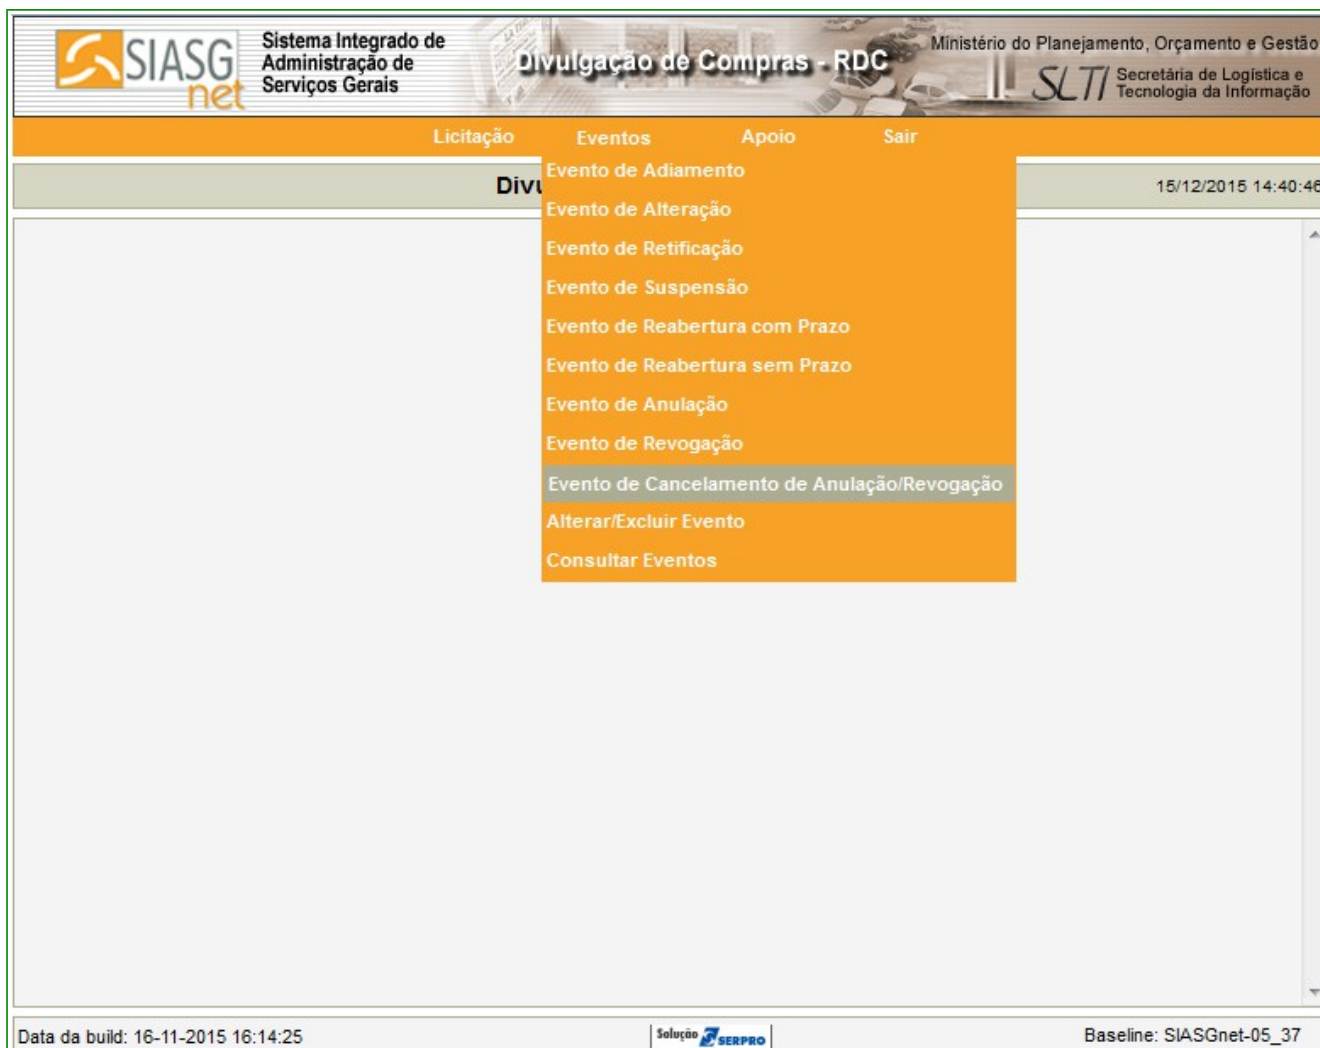 SIASG
net
Sistema Integrado de
Administração de
Serviços Gerais
Divulgação de Compras - RDC
Ministério do Planejamento, Orçamento e Gestão
SLTI
Secretária de Logística e
Tecnologia da Informação
Licitação Eventos Apoio Sair
Divu
15/12/2015 14:40:46
Evento de Adiamento
Evento de Alteração
Evento de Retificação
Evento de Suspensão
Evento de Reabertura com Prazo
Evento de Reabertura sem Prazo
Evento de Anulação
Evento de Revogação
Evento de Cancelamento de Anulação/Revogação
Alterar/Excluir Evento
Consultar Eventos
Data da build: 16-11-2015 16:14:25
Solução SERPRO
Baseline: SIASGnet-05_37